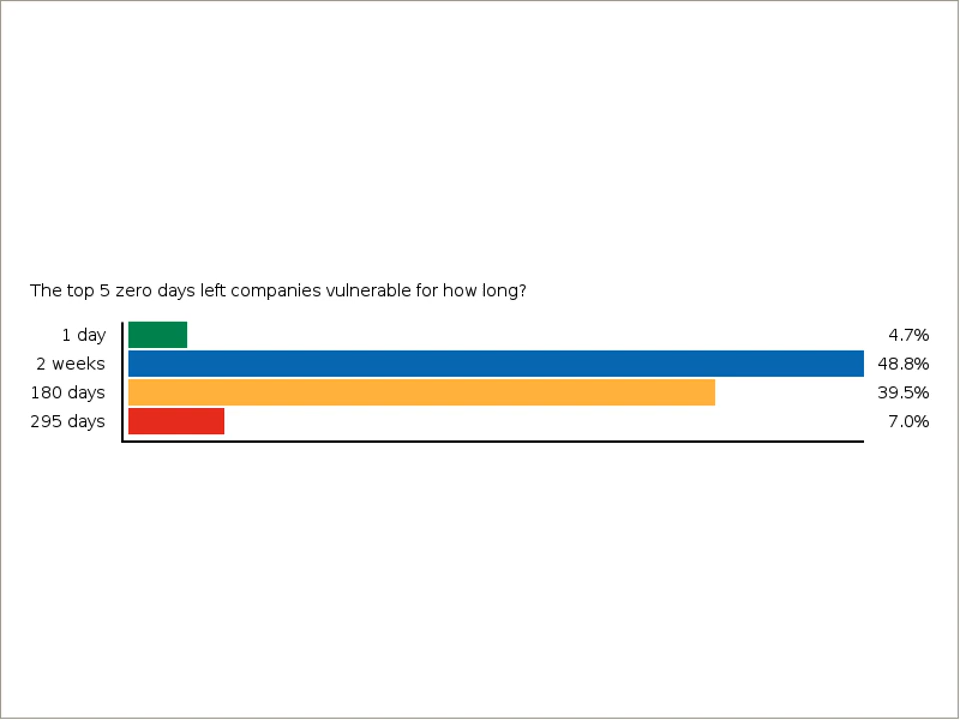 The top 5 zero days left companies vulnerable for how long?
1 day 4.7%
2 weeks 48.8%
180 days 39.5%
295 days 7.0%